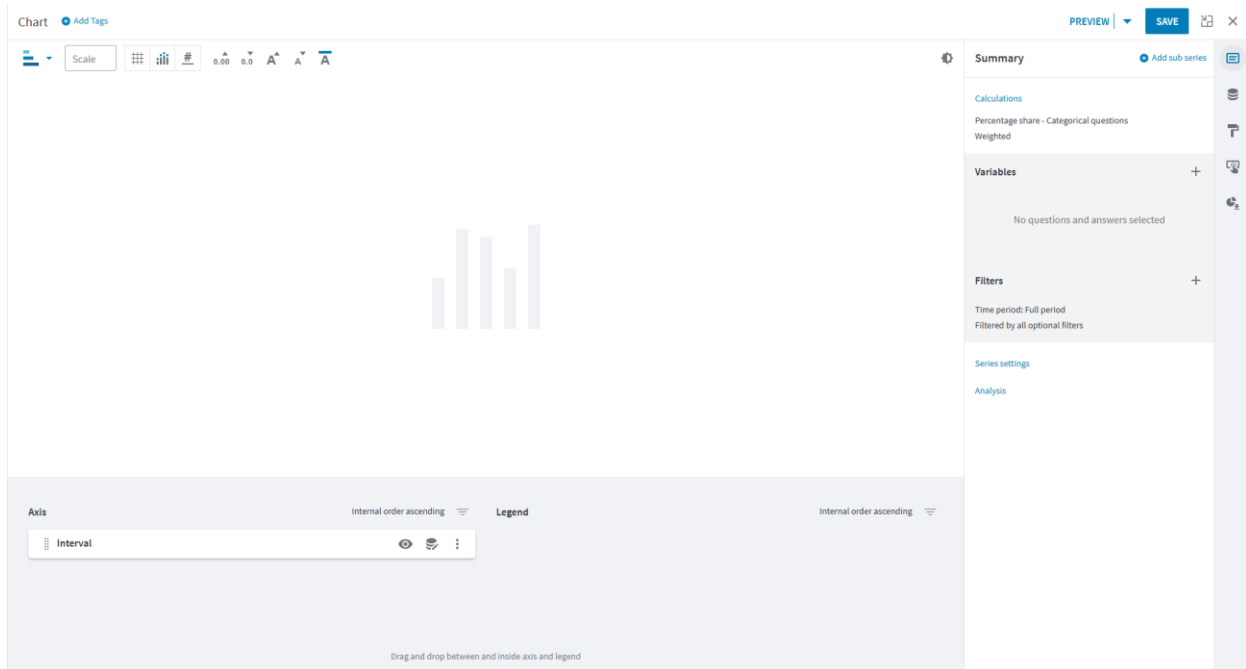 Chart
Add Tags
PREVIEW
SAVE
Scale
#
0.00
0.0
A
A
A
Summary
Add sub series
Calculations
Percentage share - Categorical questions
Weighted
Variables
No questions and answers selected
Filters
Time period: Full period
Filtered by all optional filters
Series settings
Analysis
Axis
Internal order ascending
Legend
Internal order ascending
Interval
Drag and drop between and inside axis and legend